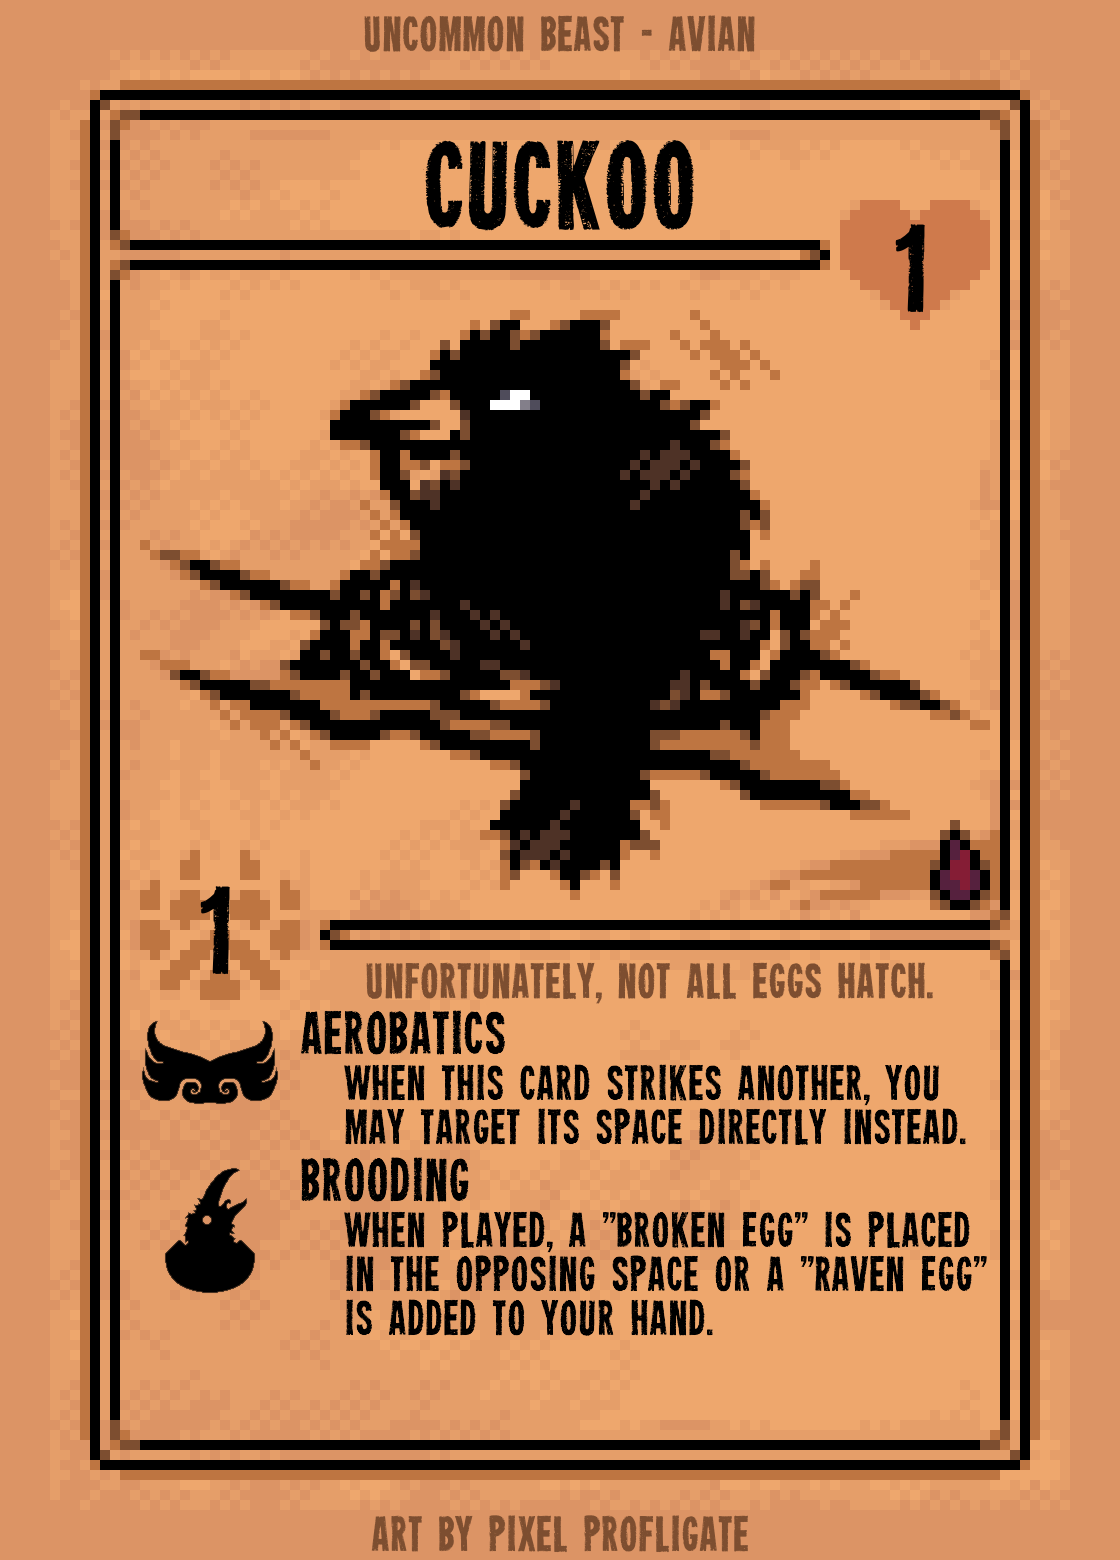 UNCOMMON BEAST - AVIAN
CUCKOO
1
1
UNFORTUNATELY, NOT ALL EGGS HATCH.
AEROBATICS
WHEN THIS CARD STRIKES ANOTHER, YOU
MAY TARGET ITS SPACE DIRECTLY INSTEAD.
BROODING
WHEN PLAYED, A "BROKEN EGG" IS PLACED
IN THE OPPOSING SPACE OR A "RAVEN EGG"
IS ADDED TO YOUR HAND.
ART BY PIXEL PROFLIGATE